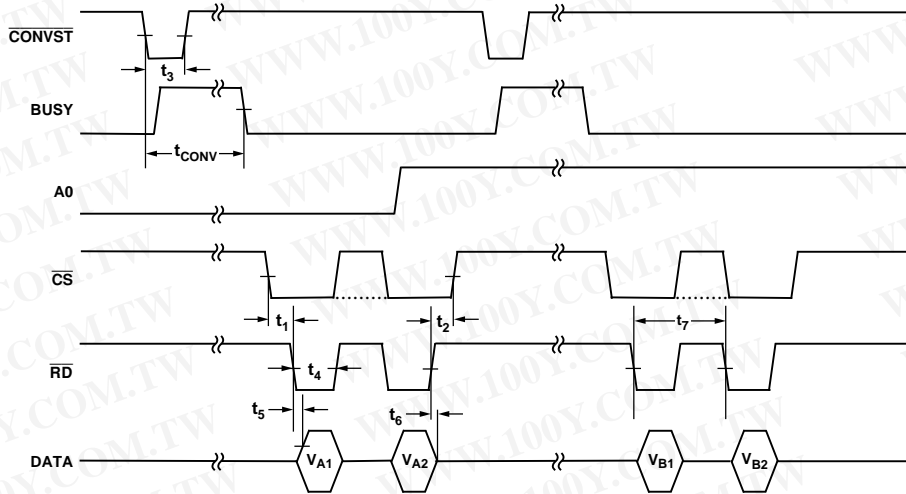 CONVST
t3
BUSY
tCONV
A0
CS
t1
t2
t7
RD
t4
t5
t6
DATA
VA1
VA2
VB1
VB2
WWW.100Y.COM.TW